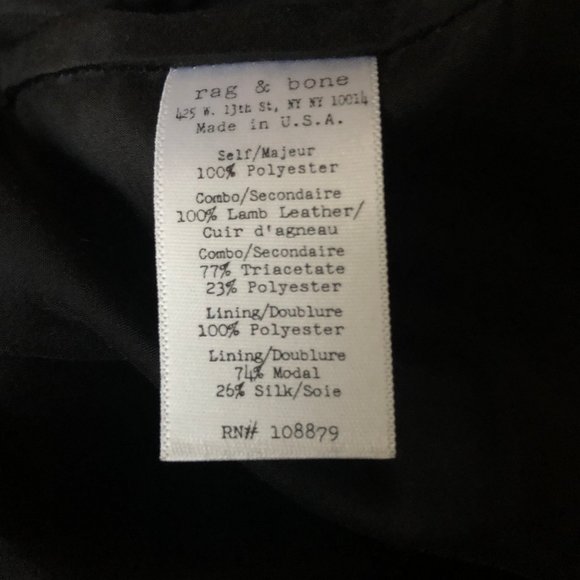 rag & bone
425 W. 13th St, NY NY 10014
Made in U.S.A.
Self/Majeur
100% Polyester
Combo/Secondaire
100% Lamb Leather/
Cuir d'agneau
Combo/Secondaire
77% Triacetate
23% Polyester
Lining/Doublure
100% Polyester
Lining/Doublure
74% Modal
26% Silk/Soie
RN# 108879